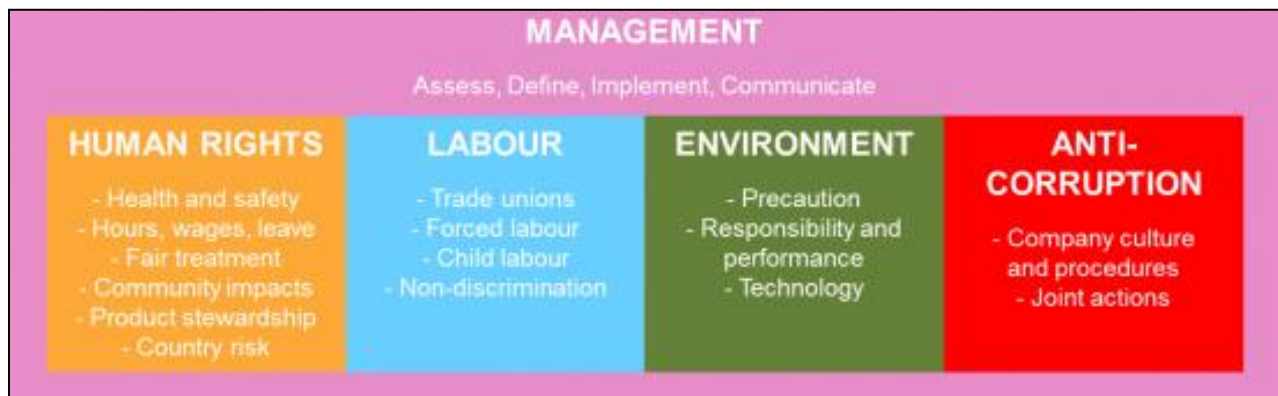 MANAGEMENT
Assess, Define, Implement, Communicate
HUMAN RIGHTS
- Health and safety
- Hours, wages, leave
- Fair treatment
- Community impacts
- Product stewardship
- Country risk
LABOUR
- Trade unions
- Forced labour
- Child labour
- Non-discrimination
ENVIRONMENT
- Precaution
- Responsibility and
performance
- Technology
ANTI-
CORRUPTION
- Company culture
and procedures
- Joint actions